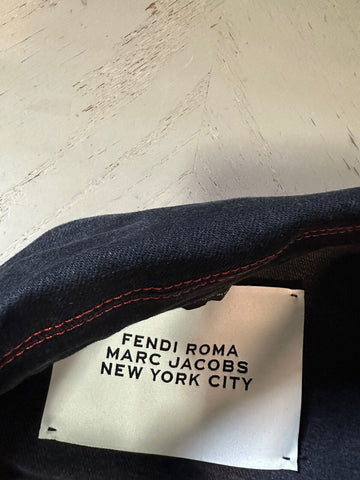 FENDI ROMA
MARC JACOBS
NEW YORK CITY